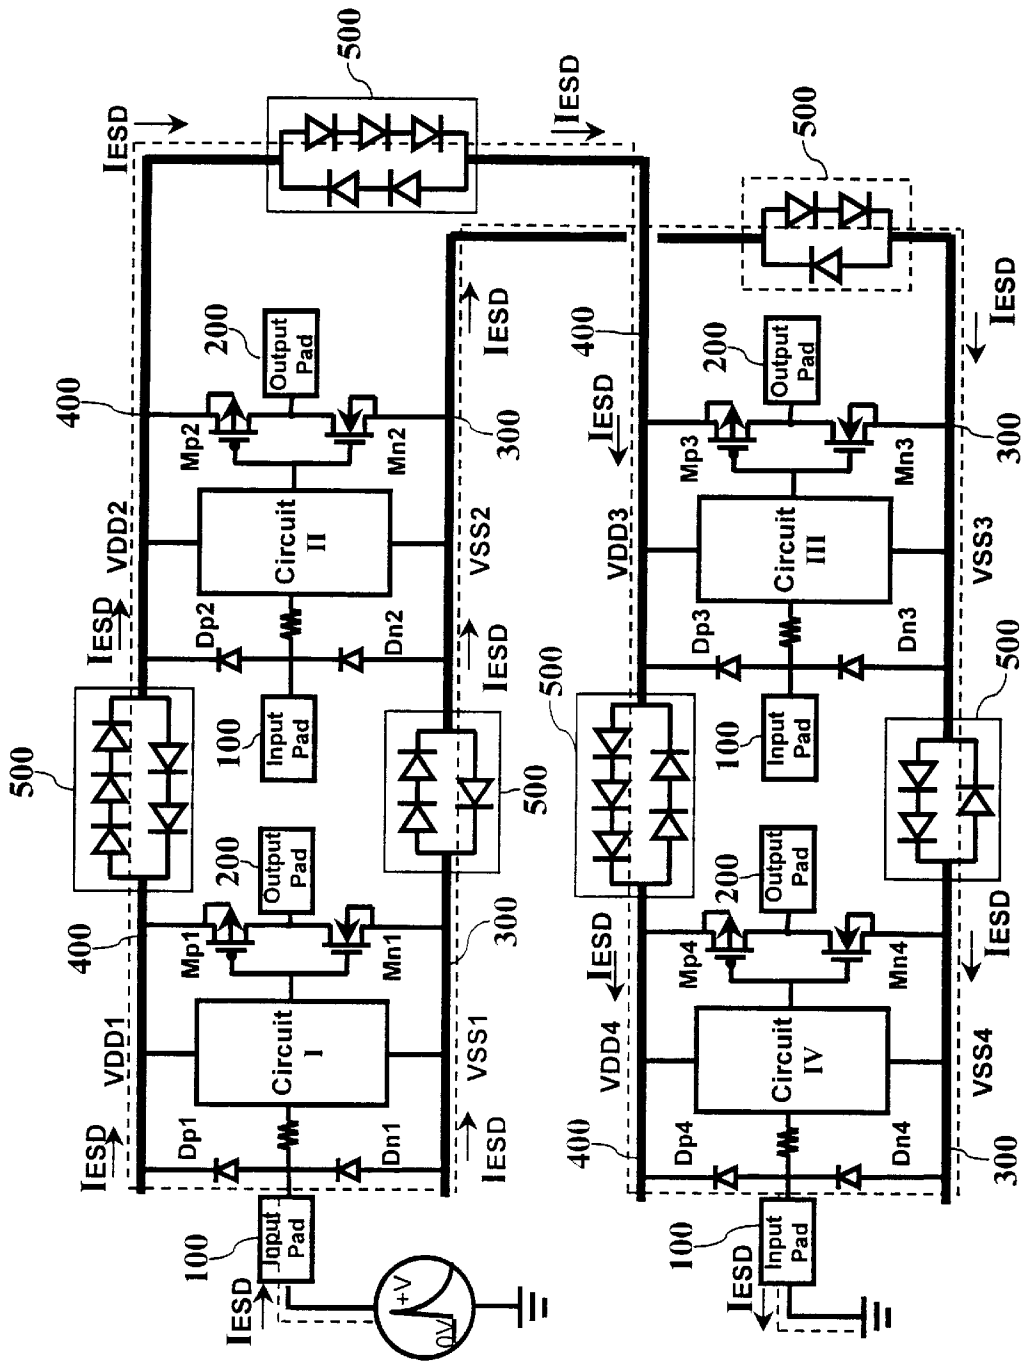 500
IESD
IESD
500
400
VDD2
IESD
500
VDD1
400
IESD
Mp2
200
Output
Pad
Mn2
300
Circuit
II
Dp2
Dn2
100
Input
Pad
VSS2
IESD
IESD
500
Mp1
200
Output
Pad
Mn1
300
Circuit
I
Dp1
Dn1
VSS1
IESD
100
Input
Pad
IESD
+V
0V
500
IESD
400
IESD
VDD3
500
IESD
VDD4
400
Mp3
200
Output
Pad
Mn3
300
Circuit
III
Dp3
Dn3
100
Input
Pad
VSS3
500
IESD
Mp4
200
Output
Pad
Mn4
Circuit
IV
Dp4
Dn4
VSS4
300
100
Input
Pad
IESD